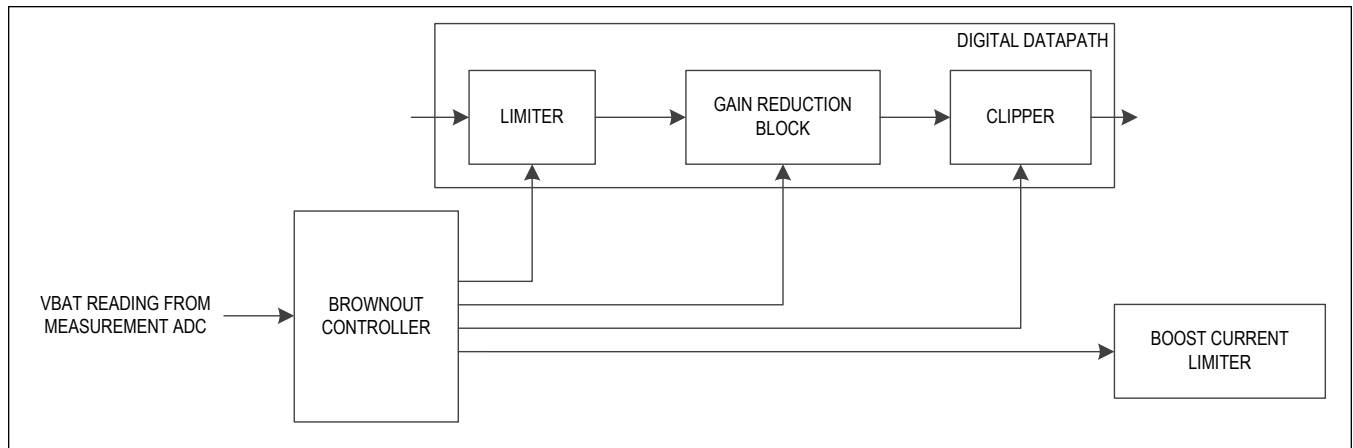 DIGITAL DATAPATH
LIMITER
GAIN REDUCTION
BLOCK
CLIPPER
VBAT READING FROM
MEASUREMENT ADC
BROWNOUT
CONTROLLER
BOOST CURRENT
LIMITER